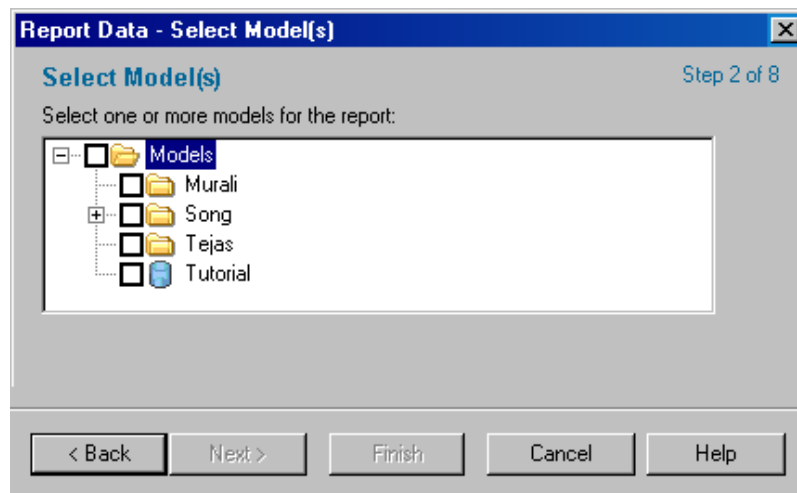 Report Data - Select Model(s)
Select Model(s)
Step 2 of 8
Select one or more models for the report:
Models
Murali
Song
Tejas
Tutorial
< Back
Next >
Finish
Cancel
Help